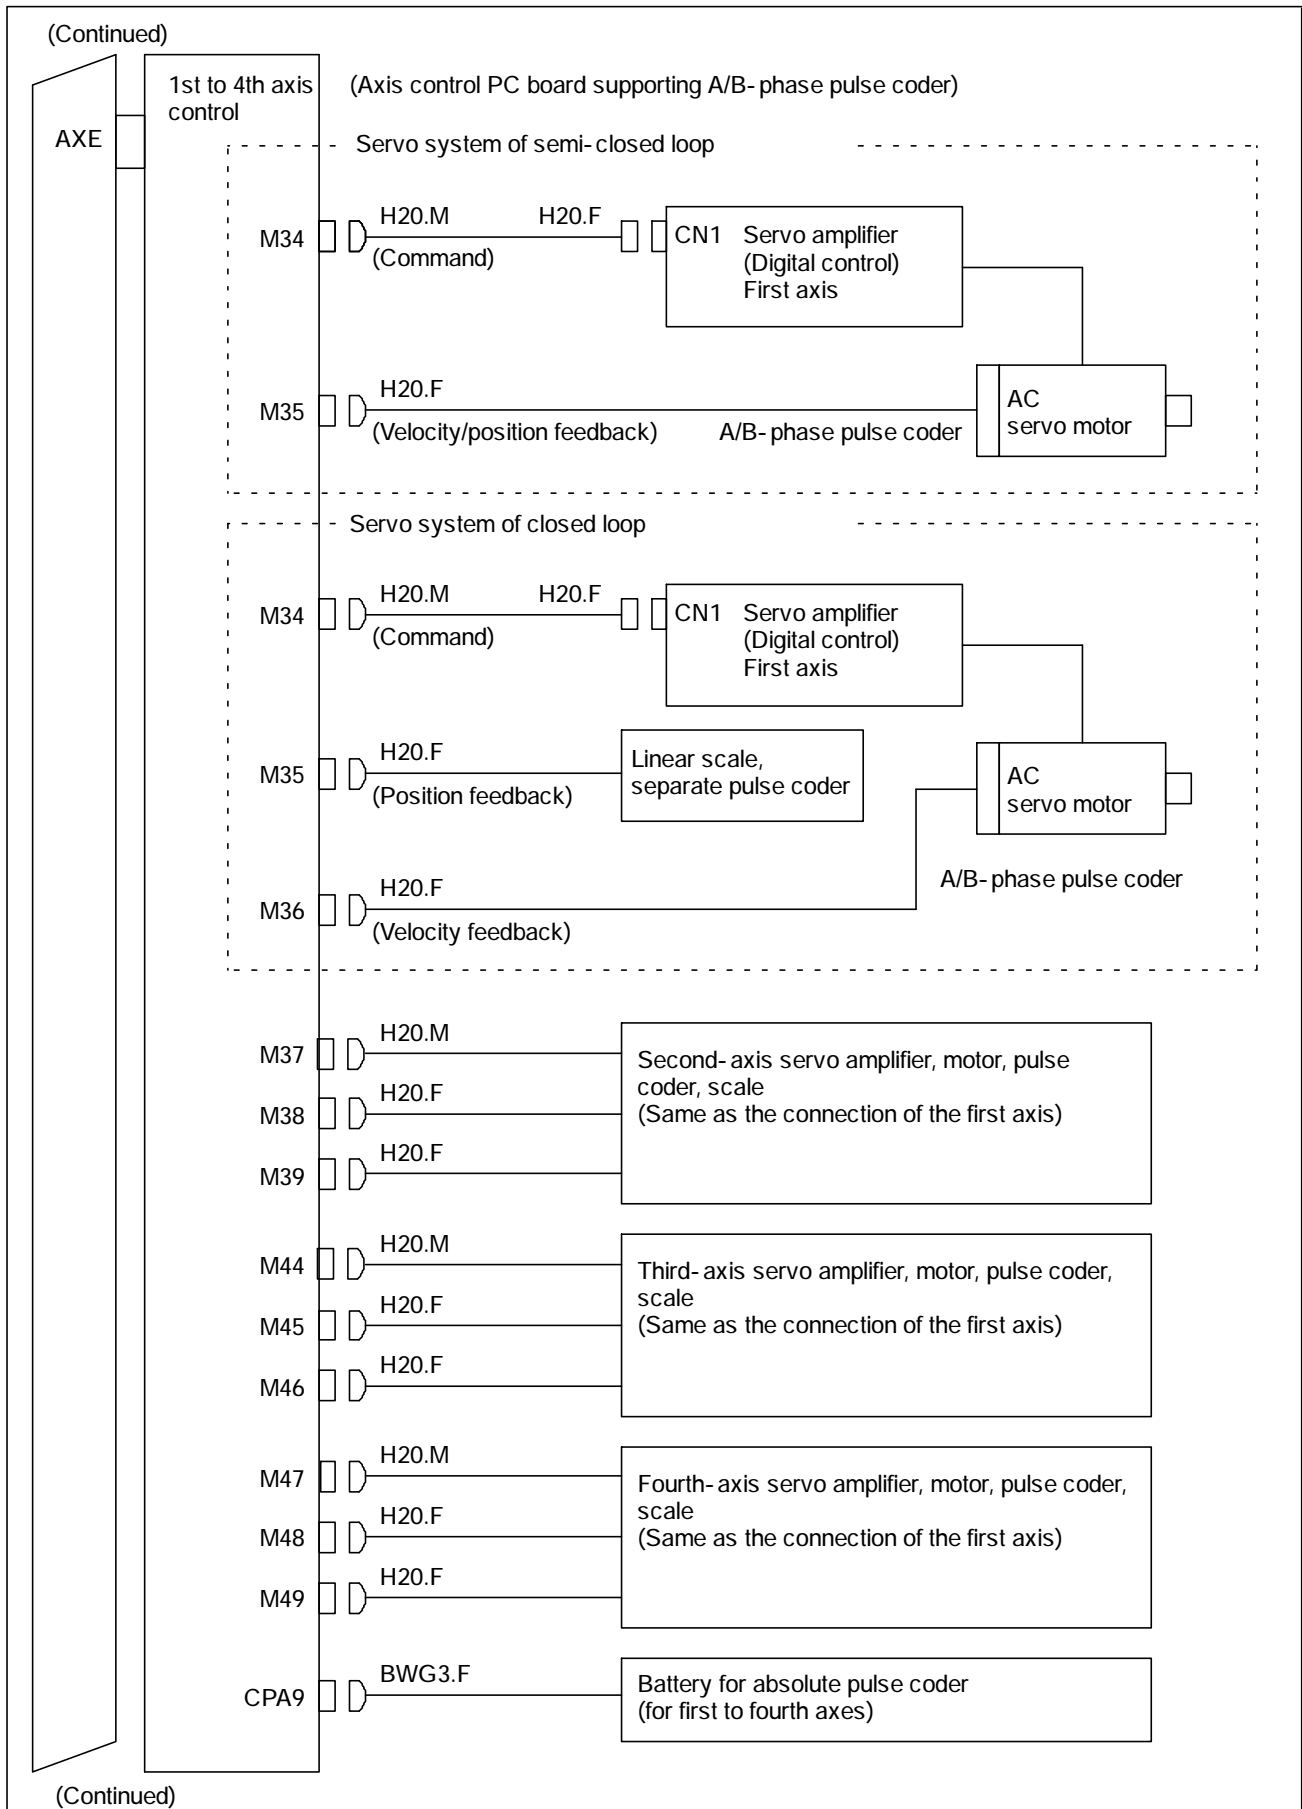 (Continued)
1st to 4th axis
control
(Axis control PC board supporting A/B-phase pulse coder)
AXE
Servo system of semi-closed loop
M34
H20.M
H20.F
(Command)
CN1
Servo amplifier
(Digital control)
First axis
M35
H20.F
(Velocity/position feedback)
A/B-phase pulse coder
AC
servo motor
Servo system of closed loop
M34
H20.M
H20.F
(Command)
CN1
Servo amplifier
(Digital control)
First axis
M35
H20.F
(Position feedback)
Linear scale,
separate pulse coder
AC
servo motor
A/B-phase pulse coder
M36
H20.F
(Velocity feedback)
M37
H20.M
M38
H20.F
M39
H20.F
Second-axis servo amplifier, motor, pulse
coder, scale
(Same as the connection of the first axis)
M44
H20.M
M45
H20.F
M46
H20.F
Third-axis servo amplifier, motor, pulse coder,
scale
(Same as the connection of the first axis)
M47
H20.M
M48
H20.F
M49
H20.F
Fourth-axis servo amplifier, motor, pulse coder,
scale
(Same as the connection of the first axis)
CPA9
BWG3.F
Battery for absolute pulse coder
(for first to fourth axes)
(Continued)